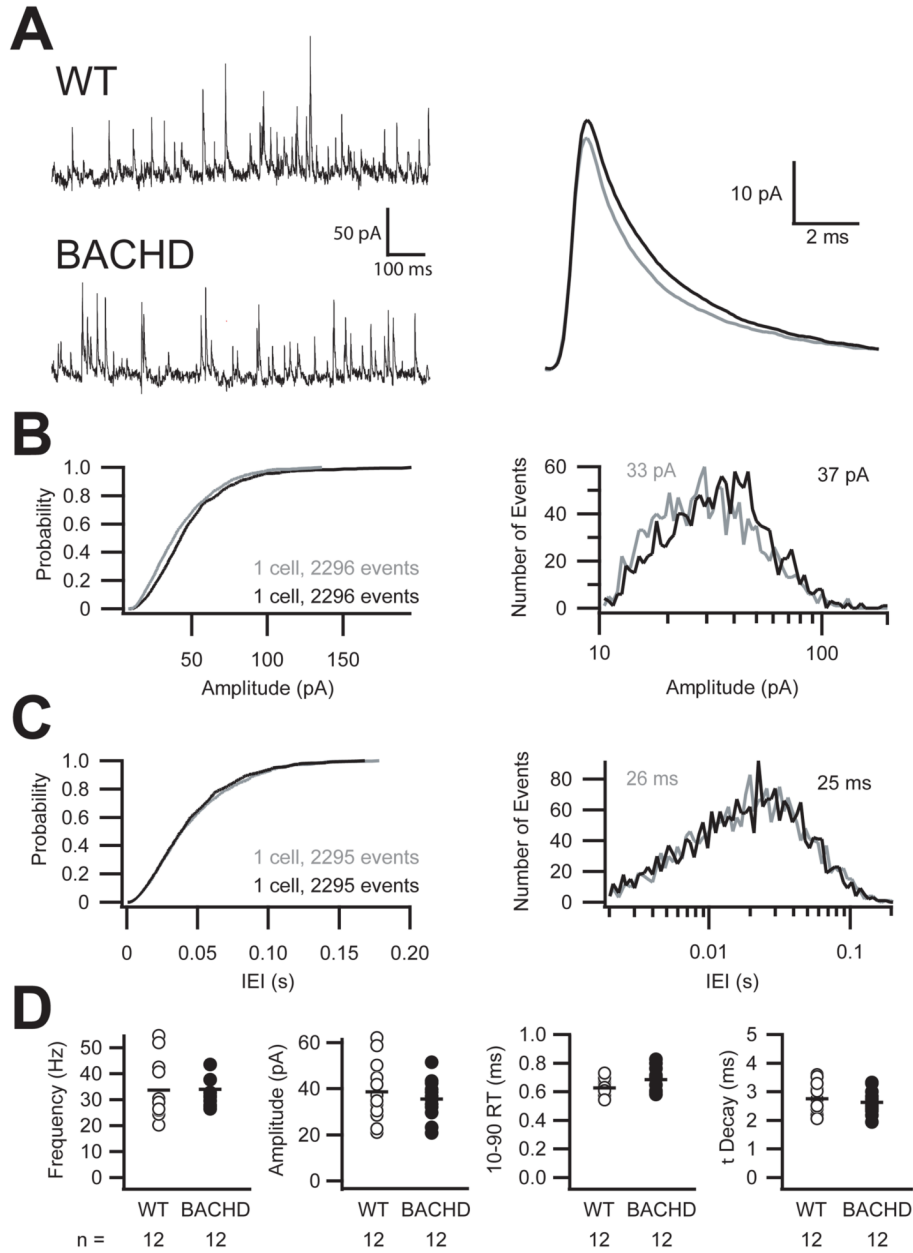 A
WT
50 pA
100 ms
BACHD
10 pA
2 ms
B
Probability
1.0
0.8
0.6
0.4
0.2
0
1 cell, 2296 events
1 cell, 2296 events
50 100 150
Amplitude (pA)
Number of Events
60
40
20
0
33 pA
37 pA
10 100
Amplitude (pA)
C
Probability
1.0
0.8
0.6
0.4
0.2
0
1 cell, 2295 events
1 cell, 2295 events
0 0.05 0.10 0.15 0.20
IEI (s)
Number of Events
80
60
40
20
0
26 ms
25 ms
0.01 0.1
IEI (s)
D
Frequency (Hz)
50
40
30
20
10
0
WT BACHD
n = 12 12
Amplitude (pA)
60
40
20
0
WT BACHD
12 12
10-90 RT (ms)
1.0
0.8
0.6
0.4
0.2
0.0
WT BACHD
12 12
t Decay (ms)
5
4
3
2
1
0
WT BACHD
12 12